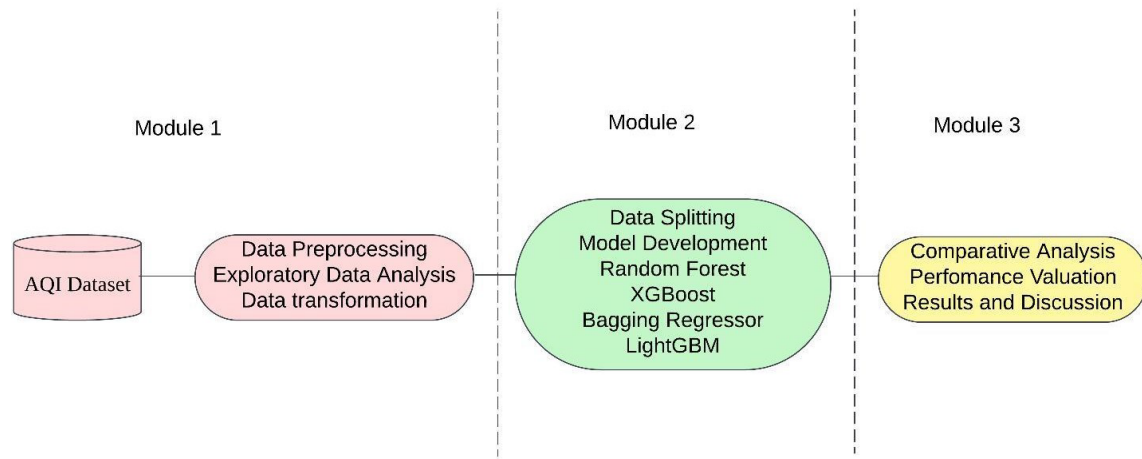 Module 1
Module 2
Module 3
AQI Dataset
Data Preprocessing
Exploratory Data Analysis
Data transformation
Data Splitting
Model Development
Random Forest
XGBoost
Bagging Regressor
LightGBM
Comparative Analysis
Perfomance Valuation
Results and Discussion